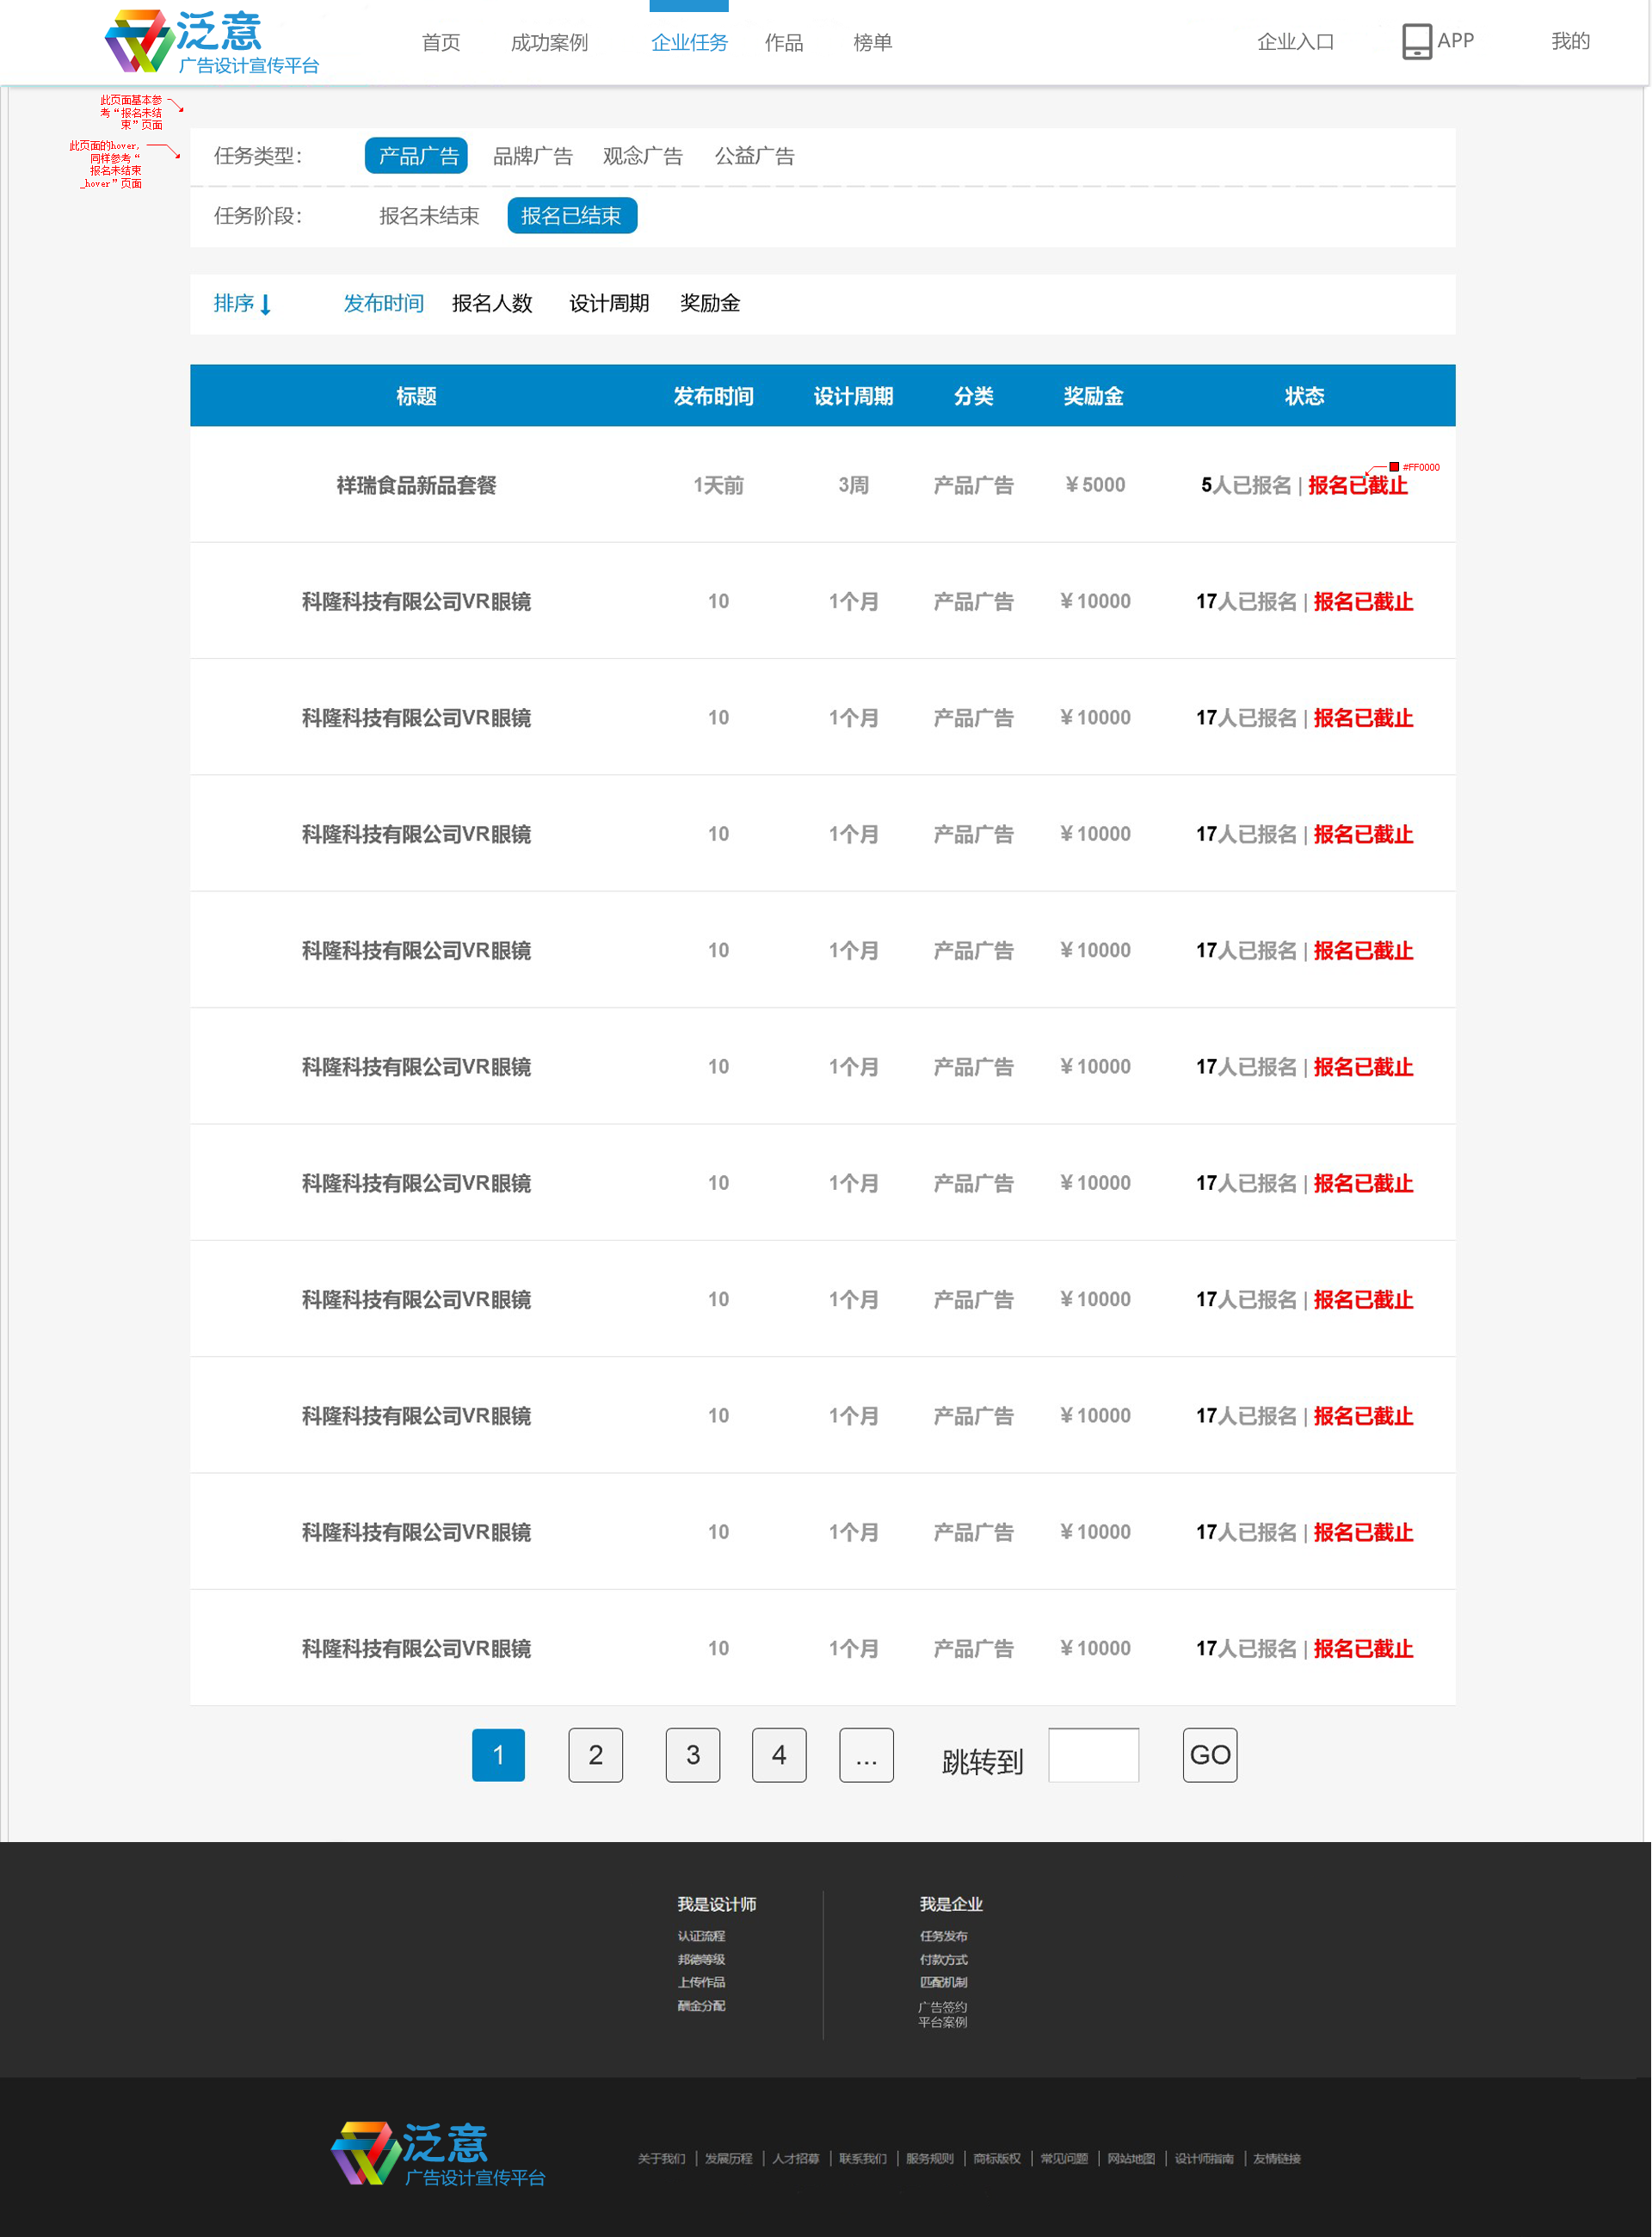 泛意
广告设计宣传平台
首页 成功案例 企业任务 作品 榜单 企业入口 APP 我的
此页面基本参
考“报名未结
束”页面
此页面的hover,
同样参考“
报名未结束
_hover”页面
任务类型： 产品广告 品牌广告 观念广告 公益广告
任务阶段： 报名未结束 报名已结束
排序 发布时间 报名人数 设计周期 奖励金
标题 发布时间 设计周期 分类 奖励金 状态
#FF0000
祥瑞食品新品套餐 1天前 3周 产品广告 ￥5000 5人已报名 | 报名已截止
科隆科技有限公司VR眼镜 10 1个月 产品广告 ￥10000 17人已报名 | 报名已截止
科隆科技有限公司VR眼镜 10 1个月 产品广告 ￥10000 17人已报名 | 报名已截止
科隆科技有限公司VR眼镜 10 1个月 产品广告 ￥10000 17人已报名 | 报名已截止
科隆科技有限公司VR眼镜 10 1个月 产品广告 ￥10000 17人已报名 | 报名已截止
科隆科技有限公司VR眼镜 10 1个月 产品广告 ￥10000 17人已报名 | 报名已截止
科隆科技有限公司VR眼镜 10 1个月 产品广告 ￥10000 17人已报名 | 报名已截止
科隆科技有限公司VR眼镜 10 1个月 产品广告 ￥10000 17人已报名 | 报名已截止
科隆科技有限公司VR眼镜 10 1个月 产品广告 ￥10000 17人已报名 | 报名已截止
科隆科技有限公司VR眼镜 10 1个月 产品广告 ￥10000 17人已报名 | 报名已截止
科隆科技有限公司VR眼镜 10 1个月 产品广告 ￥10000 17人已报名 | 报名已截止
1 2 3 4 ... 跳转到 GO
我是设计师
认证流程
邦德等级
上传作品
酬金分配
我是企业
任务发布
付款方式
匹配机制
广告签约
平台案例
泛意
广告设计宣传平台
关于我们 | 发展历程 | 人才招募 | 联系我们 | 服务规则 | 商标版权 | 常见问题 | 网站地图 | 设计师指南 | 友情链接